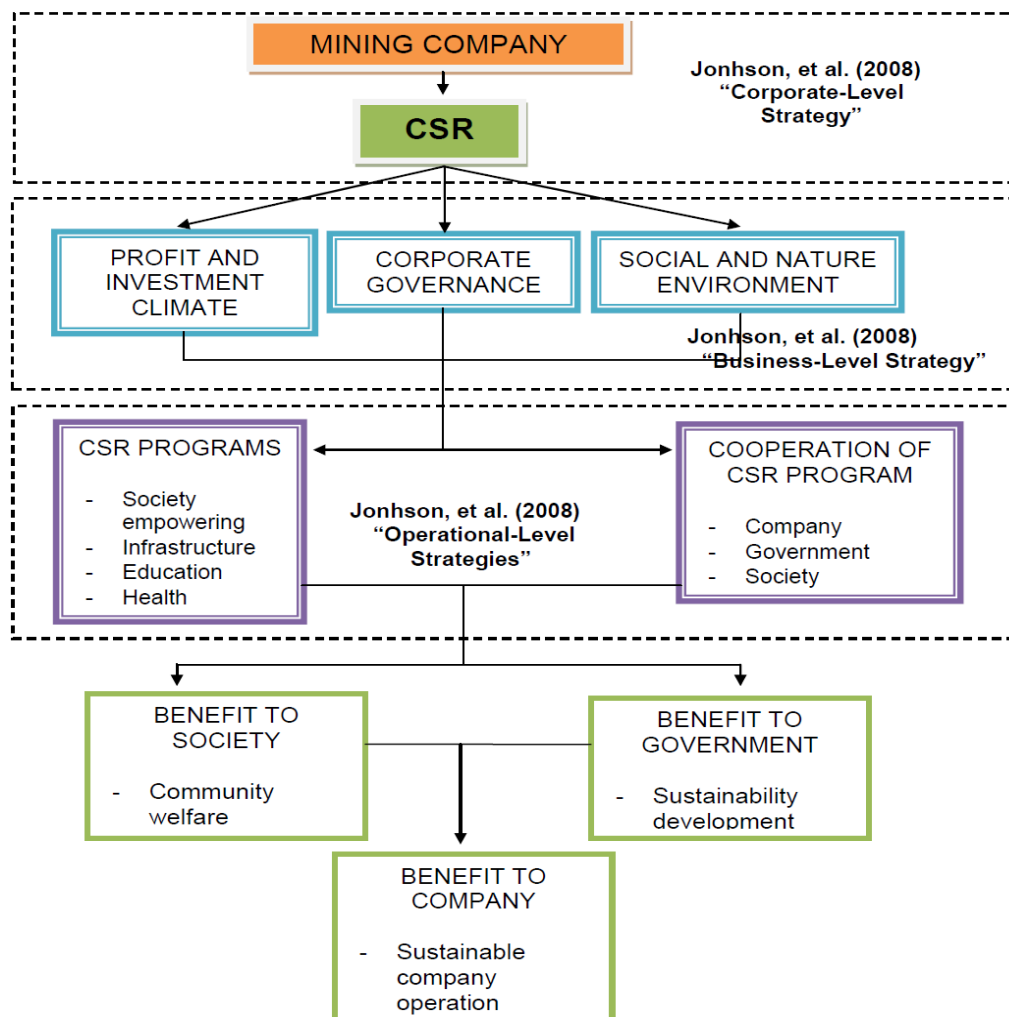 MINING COMPANY
Jonhson, et al. (2008)
“Corporate-Level
Strategy”
CSR
PROFIT AND
INVESTMENT
CLIMATE
CORPORATE
GOVERNANCE
SOCIAL AND NATURE
ENVIRONMENT
Jonhson, et al. (2008)
“Business-Level Strategy”
CSR PROGRAMS
- Society
empowering
- Infrastructure
- Education
- Health
Jonhson, et al. (2008)
“Operational-Level
Strategies”
COOPERATION OF
CSR PROGRAM
- Company
- Government
- Society
BENEFIT TO
SOCIETY
- Community
welfare
BENEFIT TO
GOVERNMENT
- Sustainability
development
BENEFIT TO
COMPANY
- Sustainable
company
operation